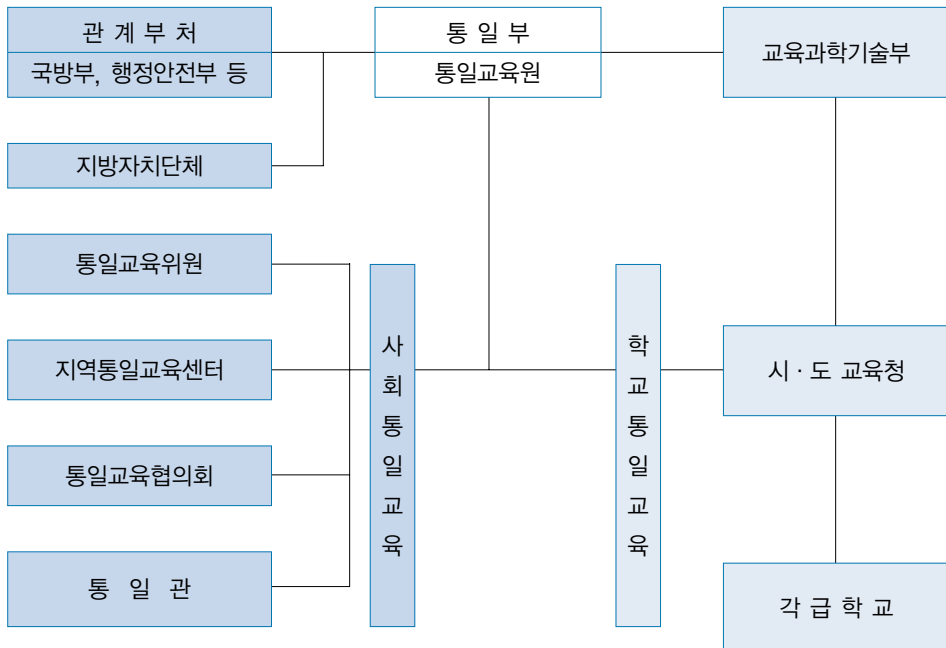 관계부처
국방부, 행정안전부 등
통일부
통일교육원
교육과학기술부
지방자치단체
통일교육위원
지역통일교육센터
통일교육협의회
통일관
사회통일교육
학교통일교육
시·도 교육청
각급학교